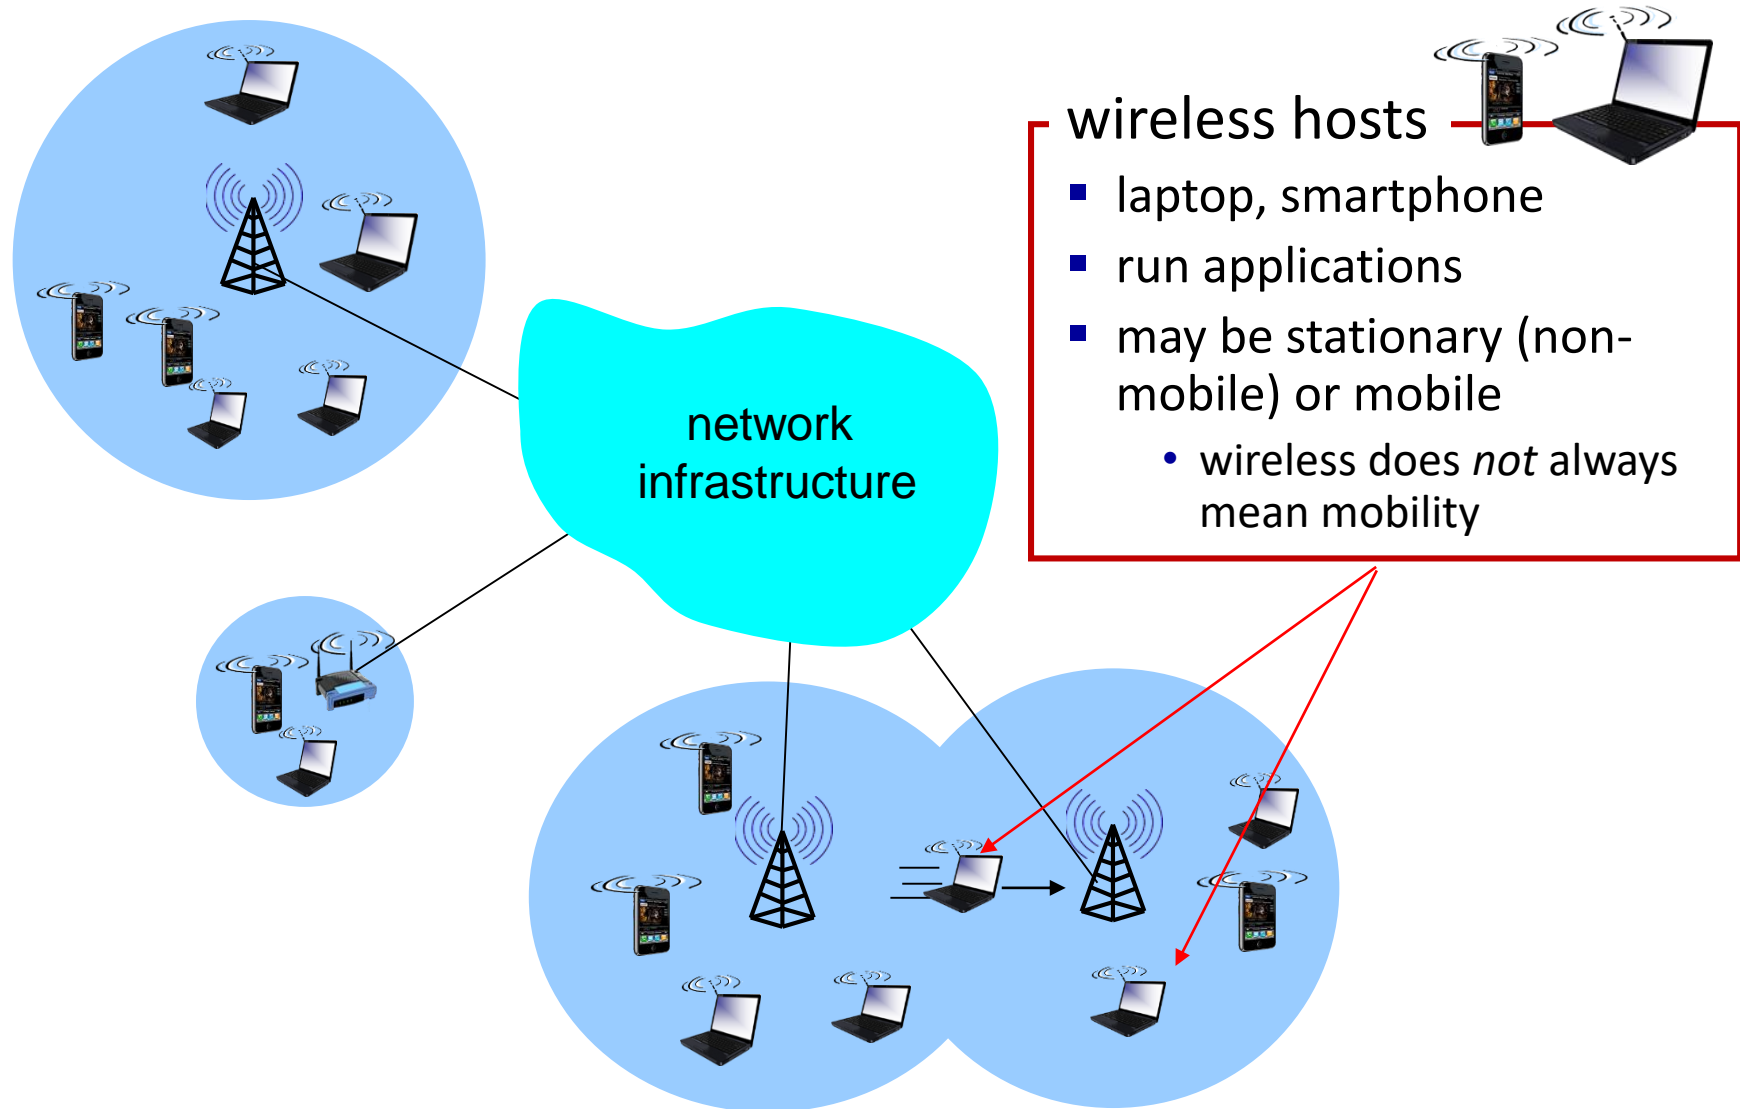 wireless hosts
▪ laptop, smartphone
▪ run applications
▪ may be stationary (non-
mobile) or mobile
• wireless does not always
mean mobility
network
infrastructure